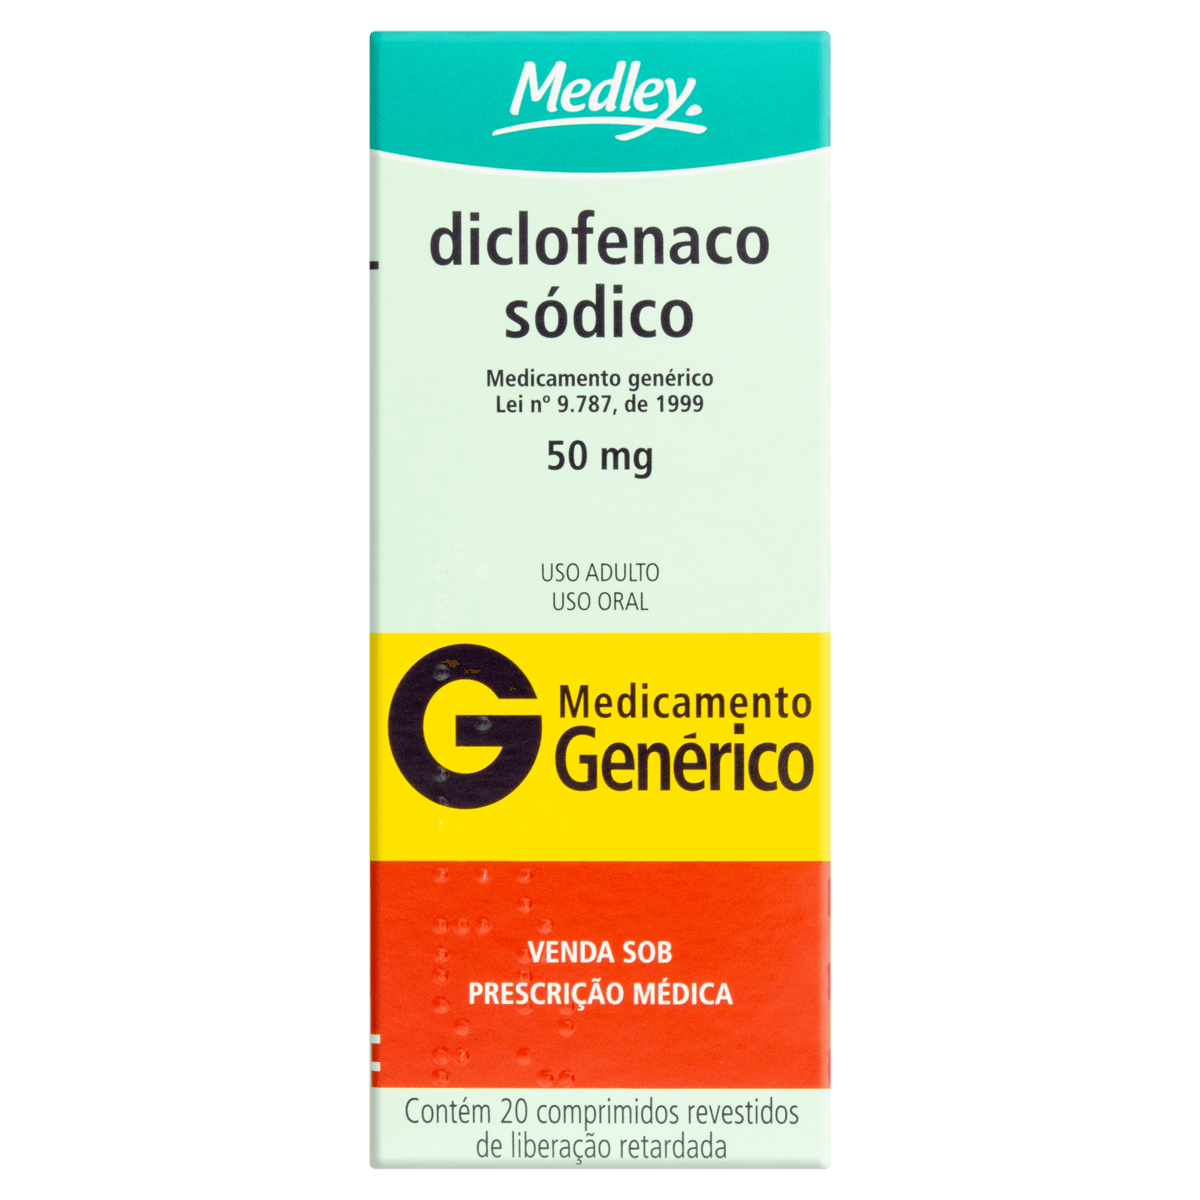 Medley.
diclofenaco
sódico
Medicamento genérico
Lei nº 9.787, de 1999
50 mg
USO ADULTO
USO ORAL
G
Medicamento
Genérico
VENDA SOB
PRESCRIÇÃO MÉDICA
Contém 20 comprimidos revestidos
de liberação retardada